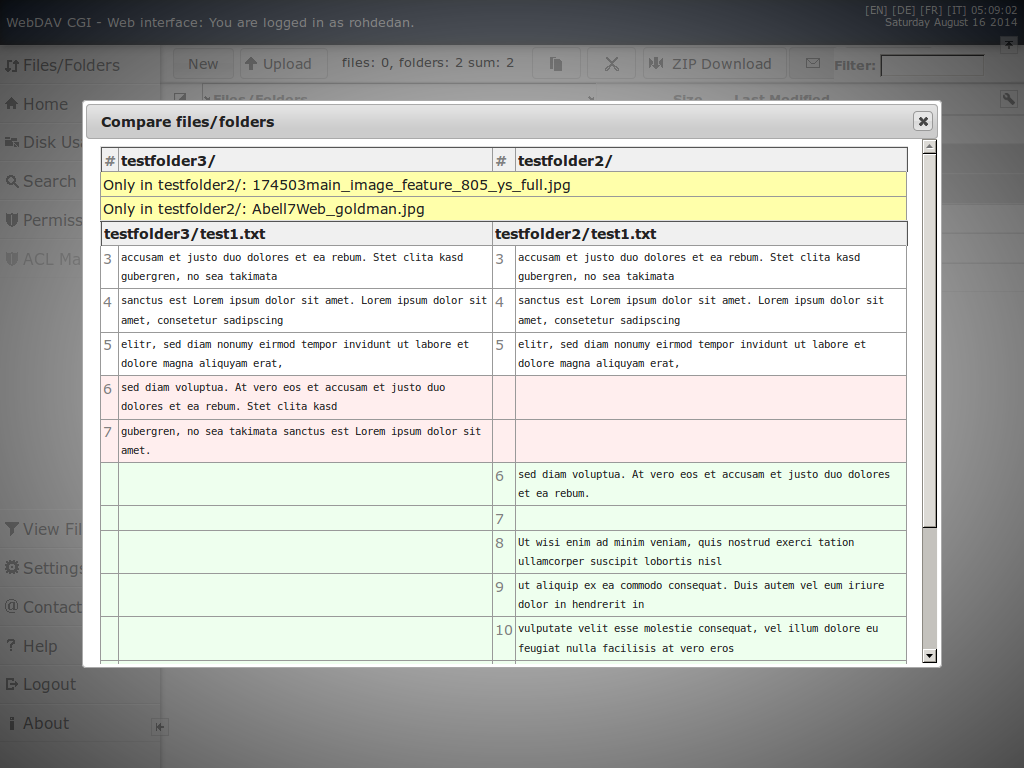 WebDAV CGI - Web interface: You are logged in as rohdedan.
[EN] [DE] [FR] [IT] 05:09:02
Saturday August 16 2014
Files/Folders
New
Upload
files: 0, folders: 2 sum: 2
ZIP Download
Filter:
Home
Files/Folders
Size
Last Modified
Disk Us
Search
Permiss
ACL Ma
View Fil
Settings
Contact
Help
Logout
About
Compare files/folders
# testfolder3/ # testfolder2/
Only in testfolder2/: 174503main_image_feature_805_ys_full.jpg
Only in testfolder2/: Abell7Web_goldman.jpg
testfolder3/test1.txt testfolder2/test1.txt
3 accusam et justo duo dolores et ea rebum. Stet clita kasd
gubergren, no sea takimata
3 accusam et justo duo dolores et ea rebum. Stet clita kasd
gubergren, no sea takimata
4 sanctus est Lorem ipsum dolor sit amet. Lorem ipsum dolor sit
amet, consetetur sadipscing
4 sanctus est Lorem ipsum dolor sit amet. Lorem ipsum dolor sit
amet, consetetur sadipscing
5 elitr, sed diam nonumy eirmod tempor invidunt ut labore et
dolore magna aliquyam erat,
5 elitr, sed diam nonumy eirmod tempor invidunt ut labore et
dolore magna aliquyam erat,
6 sed diam voluptua. At vero eos et accusam et justo duo
dolores et ea rebum. Stet clita kasd
7 gubergren, no sea takimata sanctus est Lorem ipsum dolor sit
amet.
6 sed diam voluptua. At vero eos et accusam et justo duo dolores
et ea rebum.
7
8 Ut wisi enim ad minim veniam, quis nostrud exerci tation
ullamcorper suscipit lobortis nisl
9 ut aliquip ex ea commodo consequat. Duis autem vel eum iriure
dolor in hendrerit in
10 vulputate velit esse molestie consequat, vel illum dolore eu
feugiat nulla facilisis at vero eros